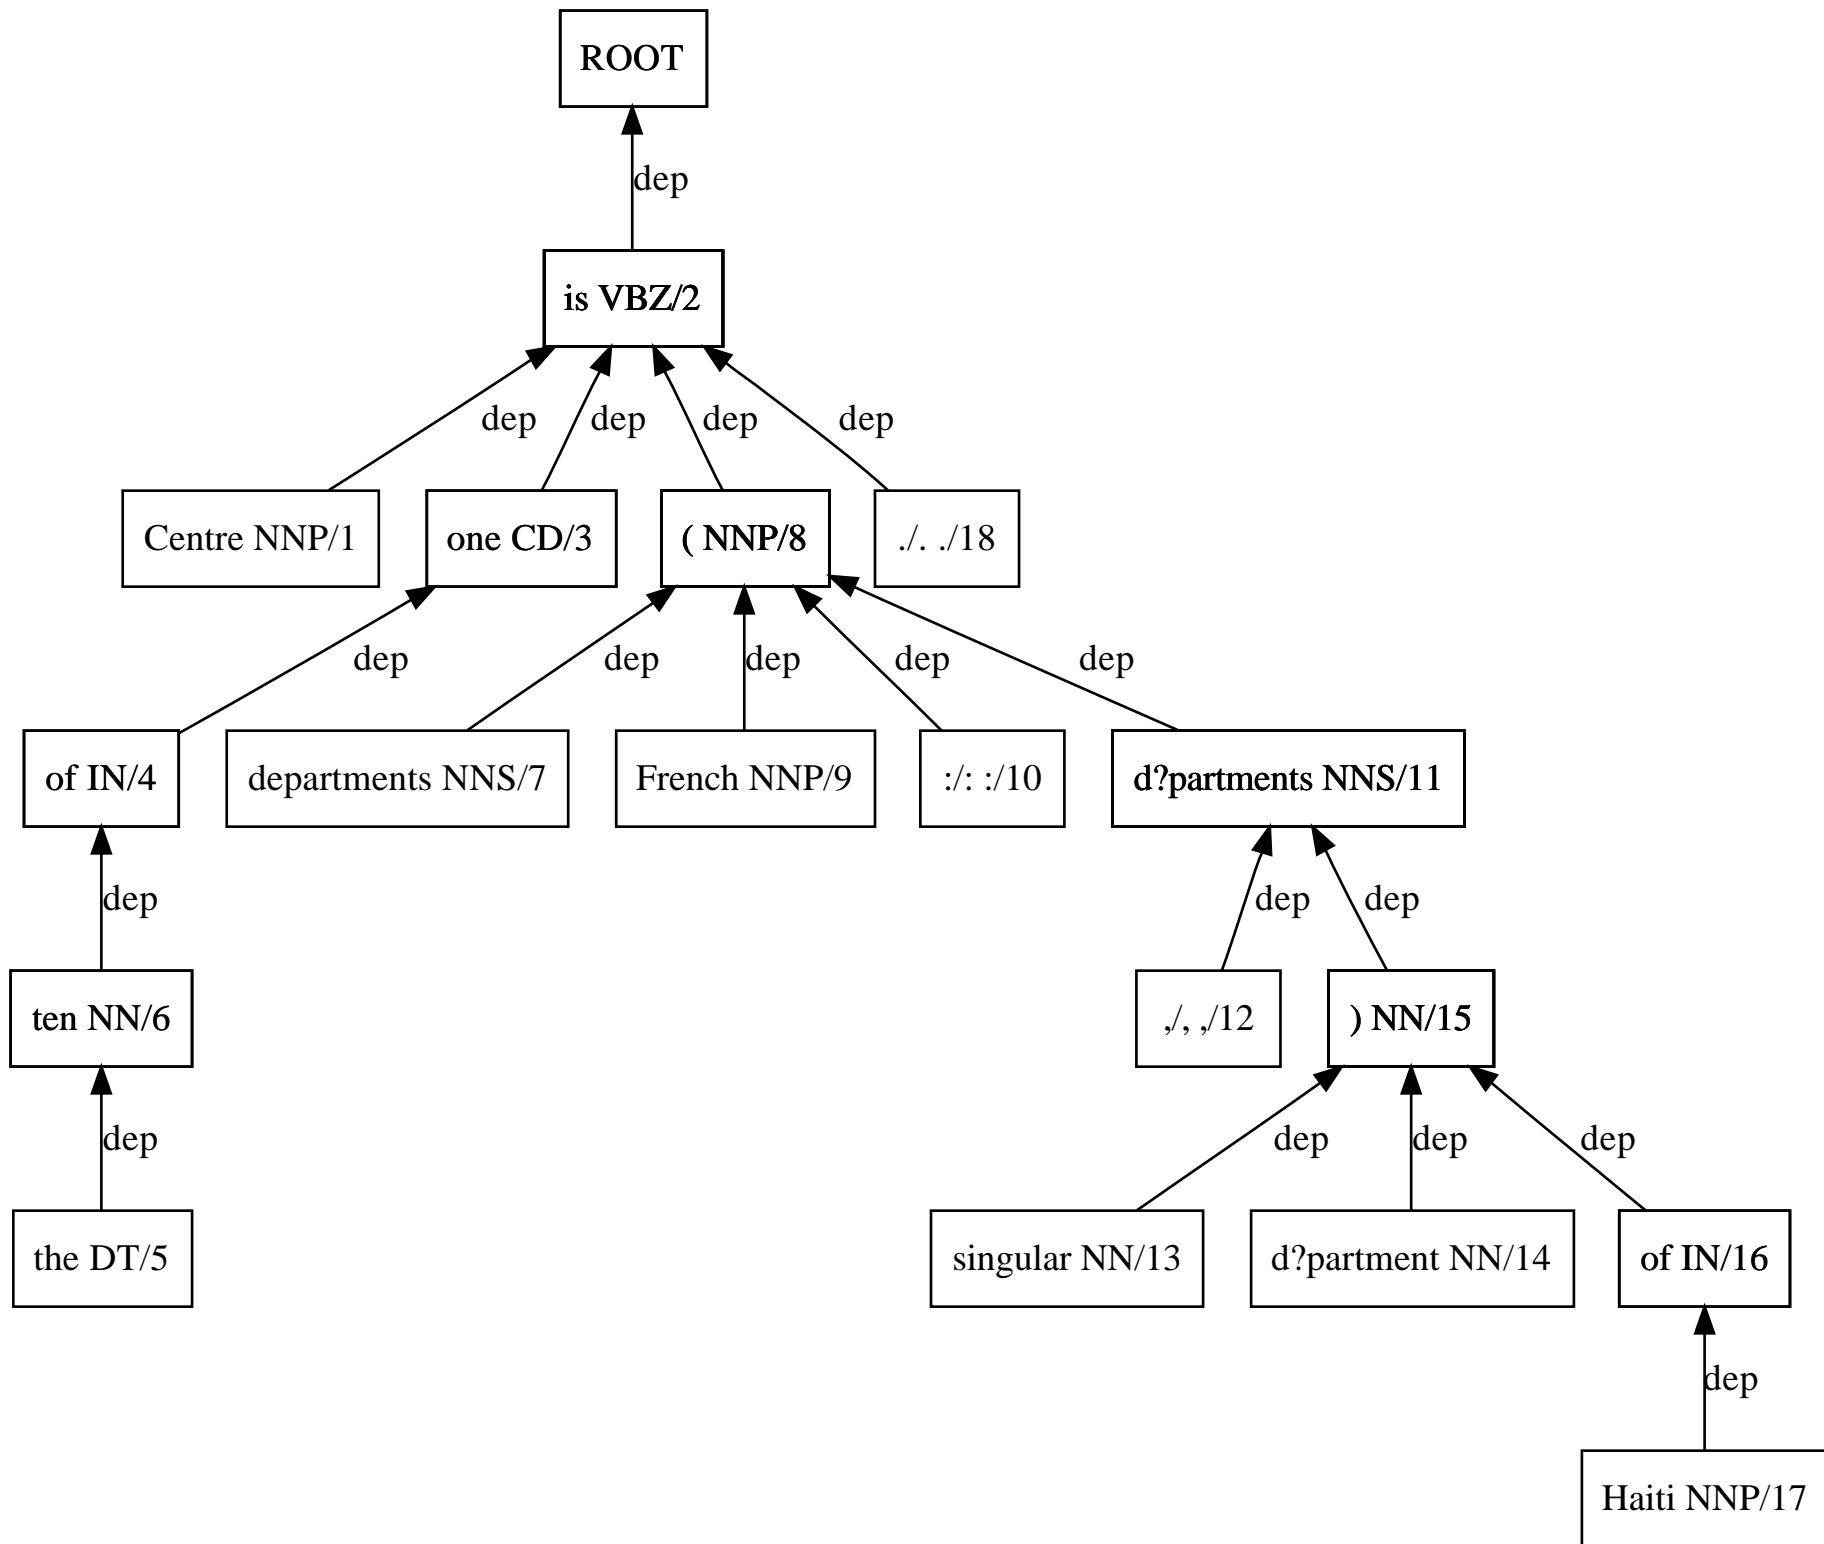 ROOT
dep
is VBZ/2
dep dep dep dep
Centre NNP/1 one CD/3 ( NNP/8 ./. ./18
dep dep dep dep dep
of IN/4 departments NNS/7 French NNP/9 :/: :/10 d?partments NNS/11
dep dep dep
ten NN/6 ,/, ,/12 ) NN/15
dep dep dep dep
the DT/5 singular NN/13 d?partment NN/14 of IN/16
dep
Haiti NNP/17